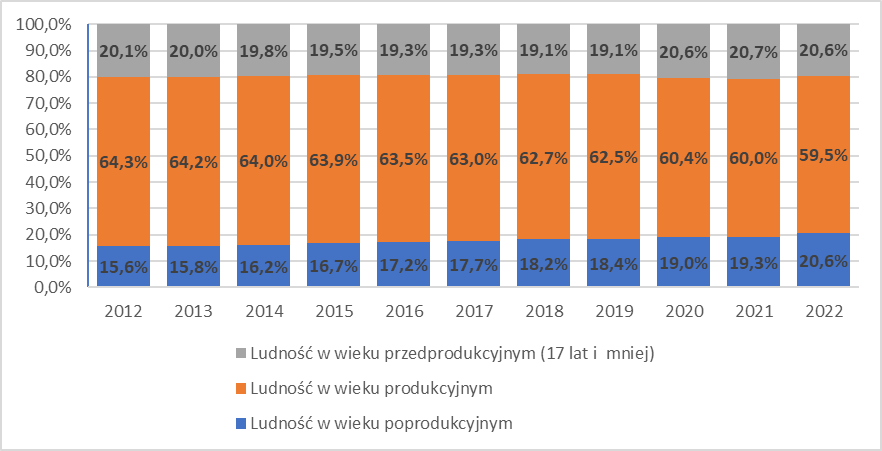 100,0%
90,0%
80,0%
70,0%
60,0%
50,0%
40,0%
30,0%
20,0%
10,0%
0,0%
20,1% 20,0% 19,8% 19,5% 19,3% 19,3% 19,1% 19,1% 20,6% 20,7% 20,6%
64,3% 64,2% 64,0% 63,9% 63,5% 63,0% 62,7% 62,5% 60,4% 60,0% 59,5%
15,6% 15,8% 16,2% 16,7% 17,2% 17,7% 18,2% 18,4% 19,0% 19,3% 20,6%
2012 2013 2014 2015 2016 2017 2018 2019 2020 2021 2022
Ludność w wieku przedprodukcyjnym (17 lat i  mniej)
Ludność w wieku produkcyjnym
Ludność w wieku poprodukcyjnym